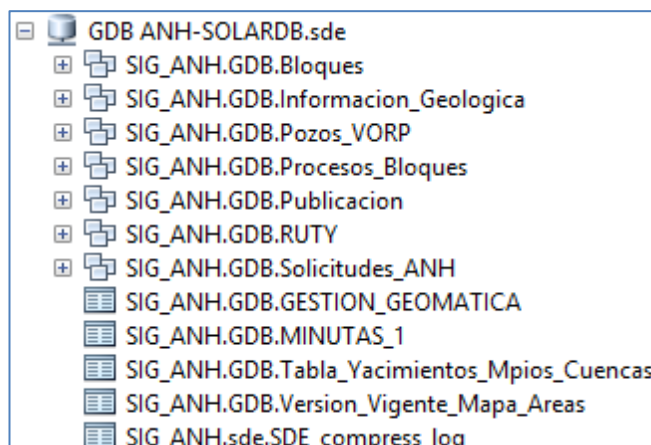 GDB ANH-SOLARDB.sde
SIG_ANH.GDB.Bloques
SIG_ANH.GDB.Informacion_Geologica
SIG_ANH.GDB.Pozos_VORP
SIG_ANH.GDB.Procesos_Bloques
SIG_ANH.GDB.Publicacion
SIG_ANH.GDB.RUTY
SIG_ANH.GDB.Solicitudes_ANH
SIG_ANH.GDB.GESTION_GEOMATICA
SIG_ANH.GDB.MINUTAS_1
SIG_ANH.GDB.Tabla_Yacimientos_Mpios_Cuencas
SIG_ANH.GDB.Version_Vigente_Mapa_Areas
SIG_ANH.sde.SDE_compress_log